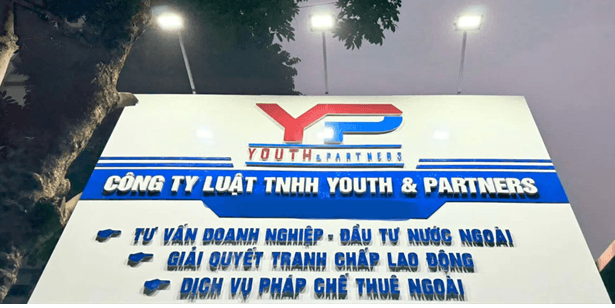 YP
YOUTH & PARTNERS
CÔNG TY LUẬT TNHH YOUTH & PARTNERS
TƯ VẤN DOANH NGHIỆP - ĐẦU TƯ NƯỚC NGOÀI
GIẢI QUYẾT TRANH CHẤP LAO ĐỘNG
DỊCH VỤ PHÁP CHẾ THUÊ NGOÀI